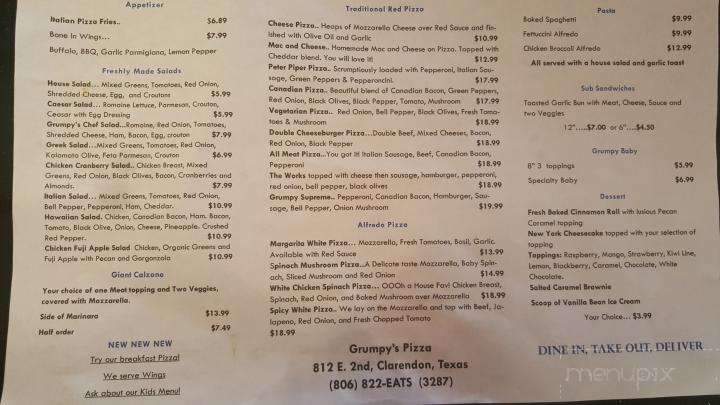 Appetizer
Italian Pizza Fries.. $6.89
Bone In Wings... $7.99
Buffalo, BBQ, Garlic Parmigiana, Lemon Pepper
Freshly Made Salads
House Salad... Mixed Greens, Tomatoes, Red Onion,
Shredded Cheese, Egg, and Croutons $5.99
Caesar Salad... Romaine Lettuce, Parmesan, Crouton,
Ceasar with Egg Dressing $5.99
Grumpy's Chef Salad...Romaine, Red Onion, Tomatoes,
Shredded Cheese, Ham, Bacon, Egg, crouton $7.99
Greek Salad...Mixed Greens, Tomatoes, Red Onion,
Kalamata Olive, Feta Parmesan, Crouton $6.99
Chicken Cranberry Salad.. Chicken Breast, Mixed
Greens, Red Onion, Black Olives, Bacon, Cranberries and
Almonds. $7.99
Italian Salad... Mixed Greens, Tomatoes, Red Onion,
Bell Pepper, Pepperoni, Ham, Cheddar. $10.99
Hawaiian Salad. Chicken, Canadian Bacon, Ham. Bacon,
Tomato, Black Olive, Onion, Cheese, Pineapple. Crushed
Red Pepper. $10.99
Chicken Fuji Apple Salad Chicken, Organic Greens and
Fuji Apple with Pecan and Gorgonzola $10.99
Giant Calzone
Your choice of one Meat topping and Two Veggies,
covered with Mozzarella.
Side of Marinara $13.99
Half order $7.49
NEW NEW NEW
Try our breakfast Pizza!
We serve Wings
Ask about our Kids Menu!
Traditional Red Pizza
Cheese Pizza.. Heaps of Mozzarella Cheese over Red Sauce and fin-
ished with Olive Oil and Garlic $10.99
Mac and Cheese.. Homemade Mac and Cheese on Pizza. Topped with
Cheddar blend. You will love it! $12.99
Peter Piper Pizza.. Scrumptiously loaded with Pepperoni, Italian Sau-
sage, Green Peppers & Pepperoncini. $17.99
Canadian Pizza.. Beautiful blend of Canadian Bacon, Green Peppers,
Red Onion, Black Olives, Black Pepper, Tomato, Mushroom $17.99
Vegetarian Pizza.. Red Onion, Bell Pepper, Black Olives, Fresh Toma-
toes & Mushroom $18.99
Double Cheeseburger Pizza...Double Beef, Mixed Cheeses, Bacon,
Red Onion, Black Pepper $18.99
All Meat Pizza..You got it! Italian Sausage, Beef, Canadian Bacon,
Pepperoni $18.99
The Works topped with cheese then sausage, hamburger, pepperoni,
red onion, bell pepper, black olives $18.99
Grumpy Supreme.. Pepperoni, Canadian Bacon, Hamburger, Sau-
sage, Bell Pepper, Onion Mushroom $19.99
Alfredo Pizza
Margarita White Pizza... Mozzarella, Fresh Tomatoes, Basil, Garlic.
Available with Red Sauce $13.99
Spinach Mushroom Pizza...A Delicate taste Mozzarella, Baby Spin-
ach, Sliced Mushroom and Red Onion $14.99
White Chicken Spinach Pizza... OOOh a House Fav! Chicken Breast,
Spinach, Red Onion, and Baked Mushroom over Mozzarella $18.99
Spicy White Pizza.. We lay on the Mozzarella and top with Beef, Ja-
lapeno, Red Onion, and Fresh Chopped Tomato
$18.99
Grumpy's Pizza
812 E. 2nd, Clarendon, Texas
(806) 822-EATS (3287)
Pasta
Baked Spaghetti $9.99
Fettuccini Alfredo $9.99
Chicken Broccoli Alfredo $12.99
All served with a house salad and garlic toast
Sub Sandwiches
Toasted Garlic Bun with Meat, Cheese, Sauce and
two Veggies
12"....$7.00 or 6"...$4.50
Grumpy Baby
8" 3 toppings $5.99
Specialty Baby $6.99
Dessert
Fresh Baked Cinnamon Roll with lusious Pecan
Caramel topping
New York Cheesecake topped with your selection of
topping
Toppings: Raspberry, Mango, Strawberry, Kiwi Lime,
Lemon, Blackberry, Caramel, Chocolate, White
Chocolate.
Salted Caramel Brownie
Scoop of Vanilla Bean Ice Cream
Your Choice... $3.99
DINE IN, TAKE OUT, DELIVER
menupix